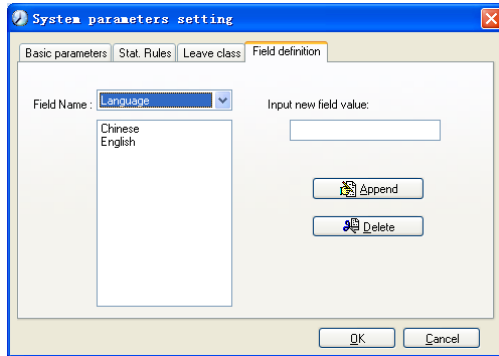 System parameters setting
Basic parameters Stat. Rules Leave class Field definition
Field Name : Language Input new field value:
Chinese
English
Append
Delete
OK Cancel